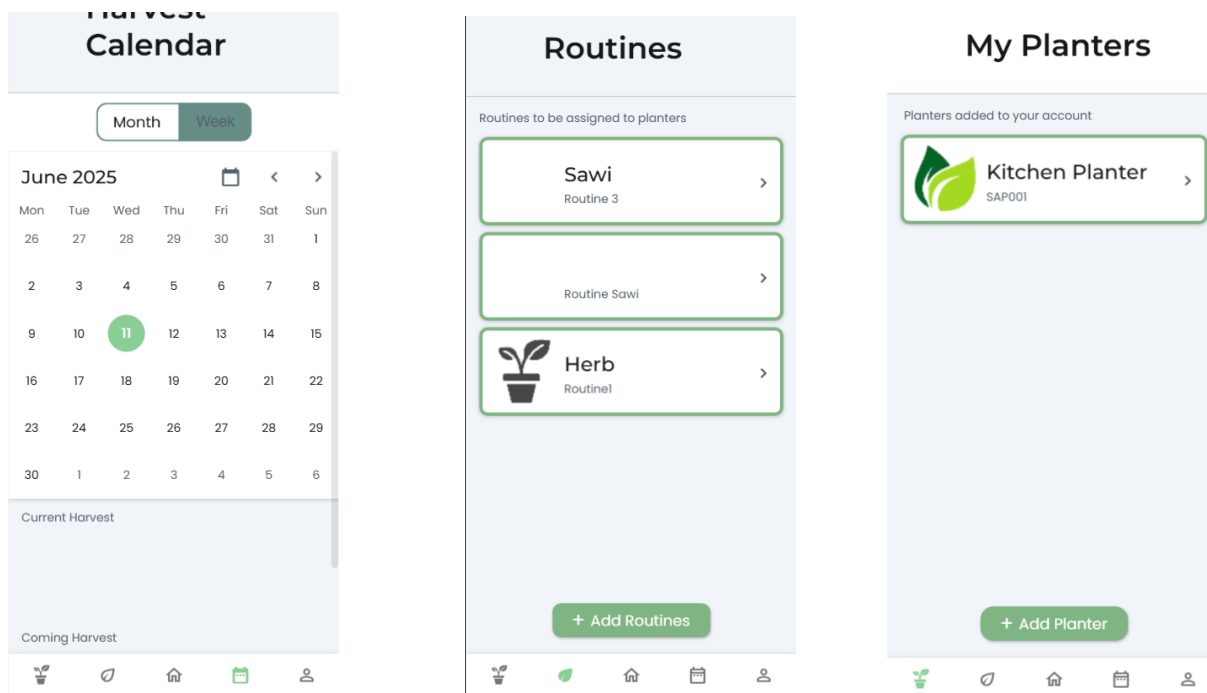 Harvest
Calendar
Month Week
June 2025
Mon Tue Wed Thu Fri Sat Sun
26 27 28 29 30 31 1
2 3 4 5 6 7 8
9 10 11 12 13 14 15
16 17 18 19 20 21 22
23 24 25 26 27 28 29
30 1 2 3 4 5 6
Current Harvest
Coming Harvest
Routines
Routines to be assigned to planters
Sawi
Routine 3
Routine Sawi
Herb
Routine1
+ Add Routines
My Planters
Planters added to your account
Kitchen Planter
SAP001
+ Add Planter